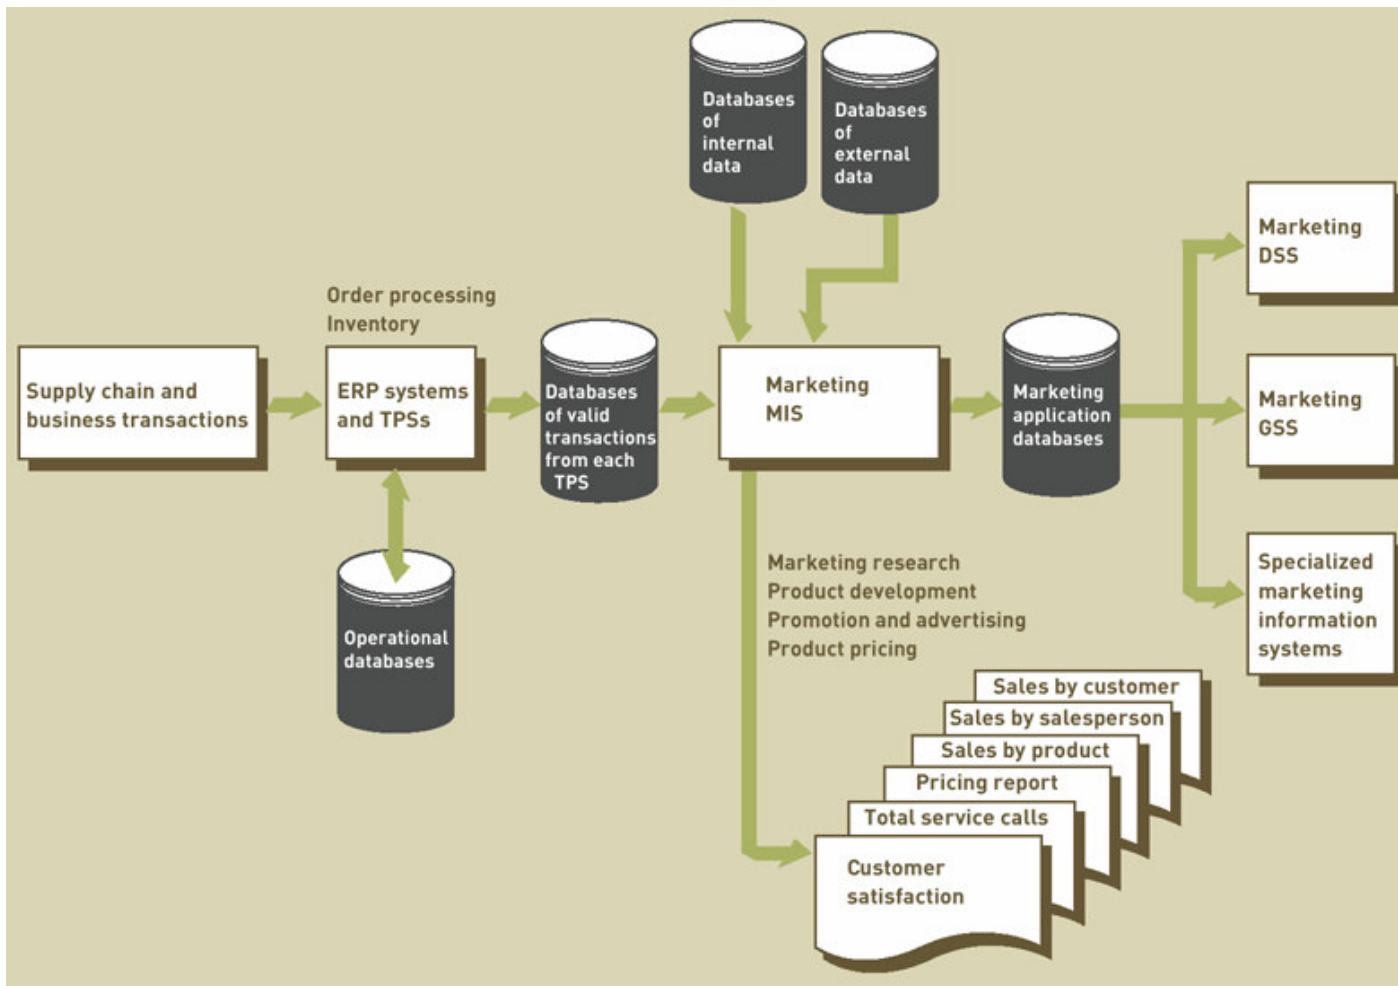 Databases
of
internal
data
Databases
of
external
data
Marketing
DSS
Order processing
Inventory
Supply chain and
business transactions
ERP systems
and TPSs
Databases
of valid
transactions
from each
TPS
Marketing
MIS
Marketing
application
databases
Marketing
GSS
Operational
databases
Marketing research
Product development
Promotion and advertising
Product pricing
Specialized
marketing
information
systems
Sales by customer
Sales by salesperson
Sales by product
Pricing report
Total service calls
Customer
satisfaction